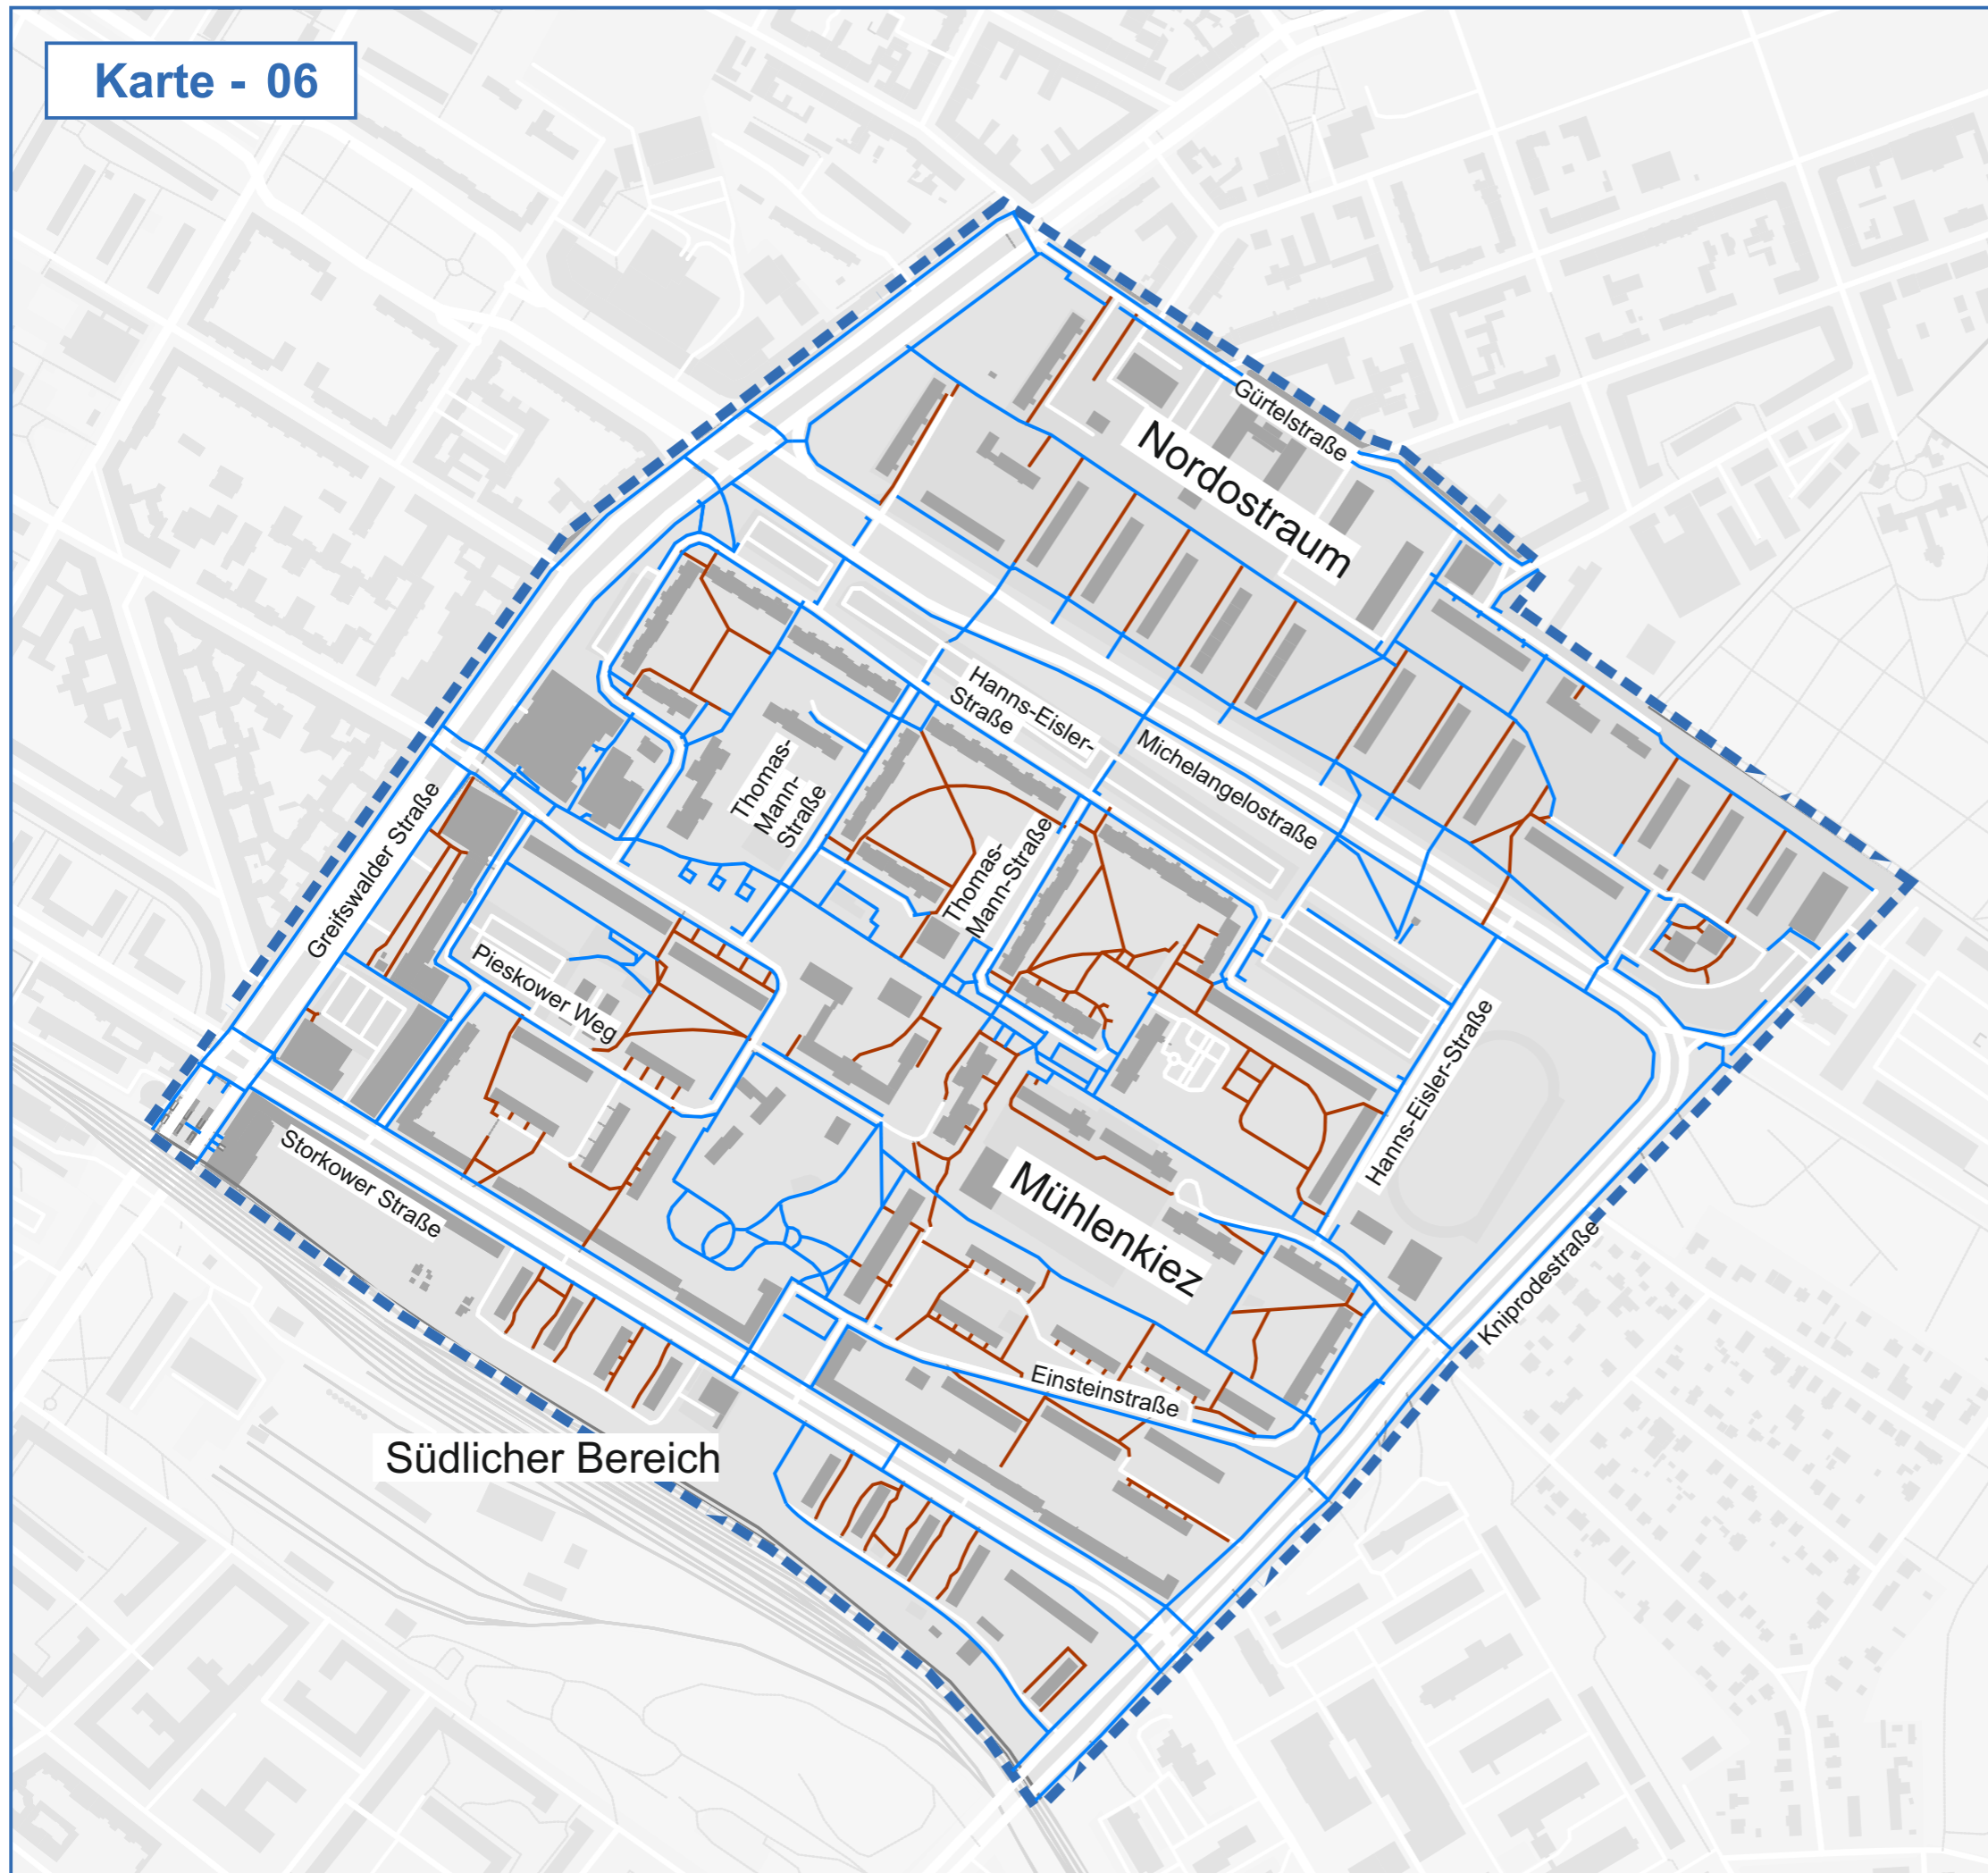 Karte - 06
Gürtelstraße
Nordostraum
Hanns-Eisler-
Straße
Michelangelostraße
Thomas-
Mann-
Straße
Thomas-
Mann-Straße
Greifswalder Straße
Pieskower Weg
Hanns-Eisler-Straße
Storkower Straße
Mühlenkiez
Kniprodestraße
Einsteinstraße
Südlicher Bereich